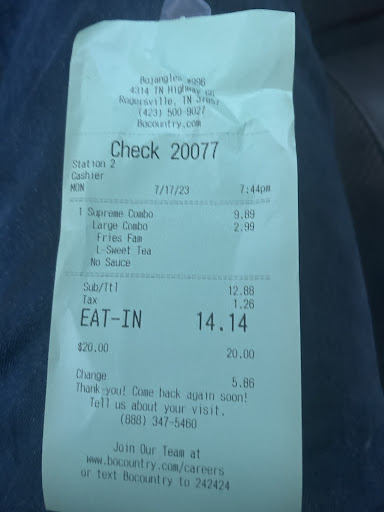 Bojangles #996
4314 TN Highway 66
Rogersville, TN 37857
(423) 500-9027
Bocountry.com
Check 20077
Station 2
Cashier
MON 7/17/23 7:44pm
1 Supreme Combo 9.89
Large Combo 2.99
Fries Fam
L-Sweet Tea
No Sauce
Sub/Ttl 12.88
Tax 1.26
EAT-IN 14.14
$20.00 20.00
Change 5.86
Thank-you! Come back again soon!
Tell us about your visit.
(888) 347-5460
Join Our Team at
www.bocountry.com/careers
or text Bocountry to 242424